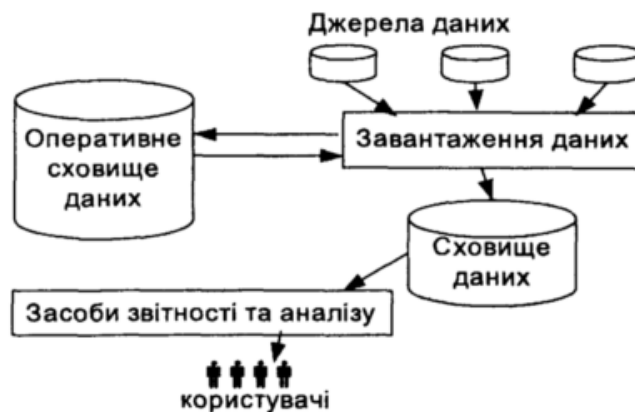 Джерела даних
Оперативне
сховище
даних
Завантаження даних
Сховище
даних
Засоби звітності та аналізу
користувачі